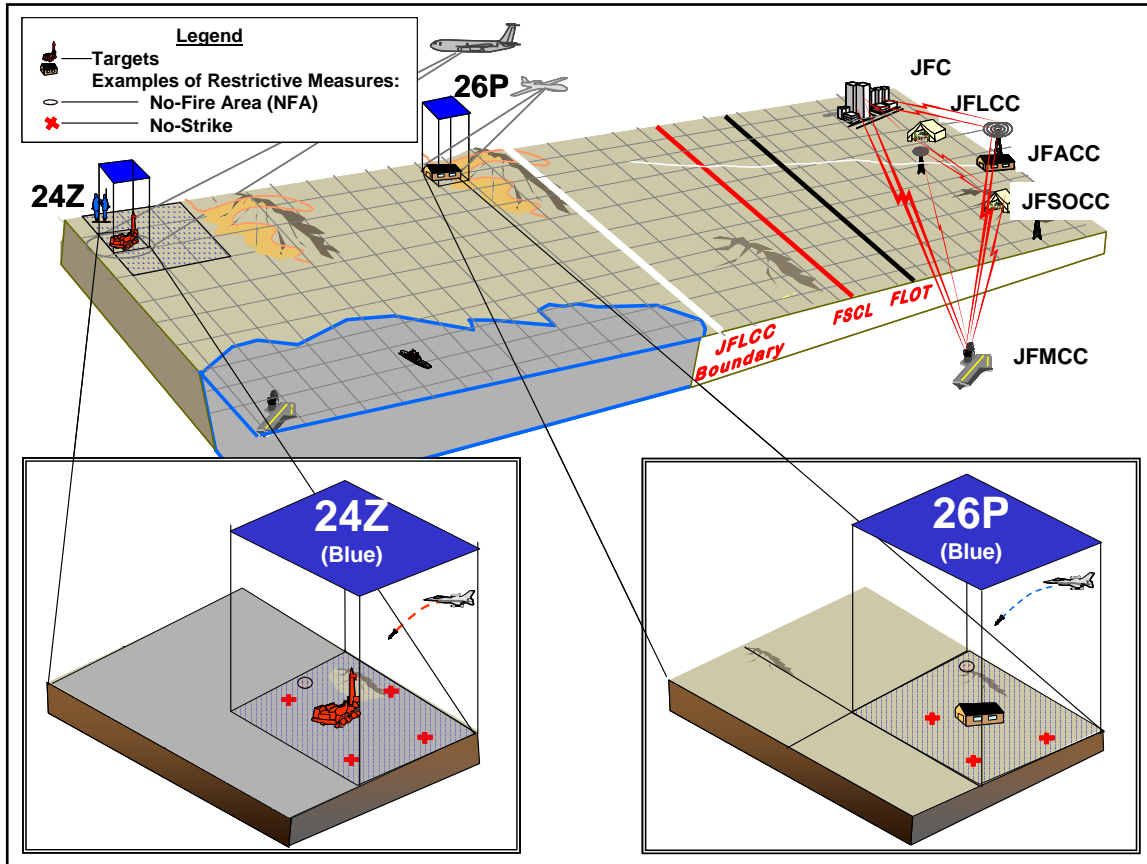 Legend
Targets
Examples of Restrictive Measures:
No-Fire Area (NFA)
No-Strike
26P
24Z
JFC
JFLCC
JFACC
JFSOCC
JFMCC
JFLCC
Boundary
FSCL
FLOT
24Z
(Blue)
26P
(Blue)